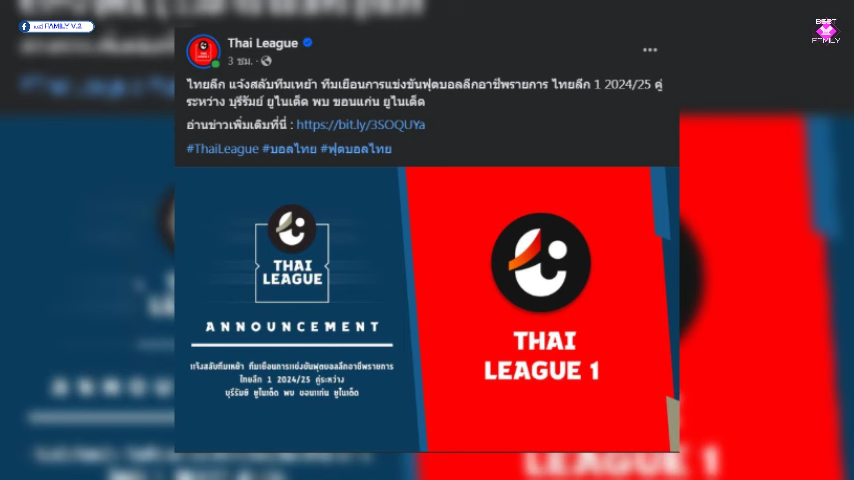 เพจ FAMILY V.2
BEST
FAMILY
Thai League
3 ชม.
ไทยลีก แจ้งสลับทีมเหย้า ทีมเยือนการแข่งขันฟุตบอลลีกอาชีพรายการ ไทยลีก 1 2024/25 คู่
ระหว่าง บุรีรัมย์ ยูไนเต็ด พบ ขอนแก่น ยูไนเต็ด
อ่านข่าวเพิ่มเติมที่นี่ : https://bit.ly/3SOQUYa
#ThaiLeague #บอลไทย #ฟุตบอลไทย
THAI
LEAGUE
ANNOUNCEMENT
แจ้งสลับทีมเหย้า ทีมเยือนการแข่งขันฟุตบอลลีกอาชีพรายการ
ไทยลีก 1 2024/25 คู่ระหว่าง
บุรีรัมย์ ยูไนเต็ด พบ ขอนแก่น ยูไนเต็ด
THAI
LEAGUE 1